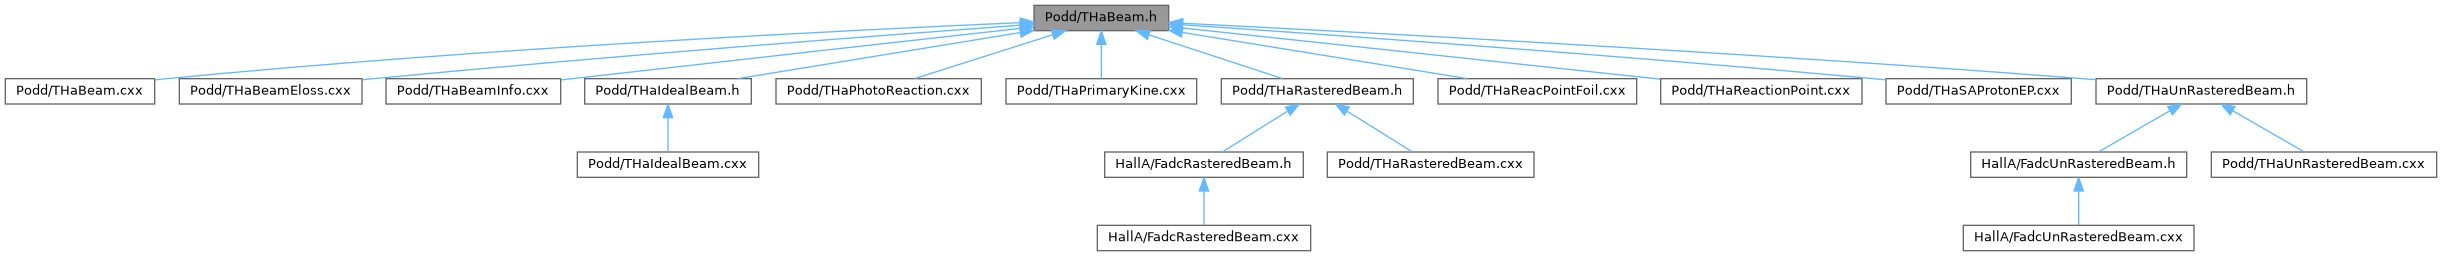 Podd/THaBeam.h
Podd/THaBeam.cxx
Podd/THaBeamEloss.cxx
Podd/THaBeamInfo.cxx
Podd/THaIdealBeam.h
Podd/THaPhotoReaction.cxx
Podd/THaPrimaryKine.cxx
Podd/THaRasteredBeam.h
Podd/THaReacPointFoil.cxx
Podd/THaReactionPoint.cxx
Podd/THaSAProtonEP.cxx
Podd/THaUnRasteredBeam.h
Podd/THaIdealBeam.cxx
HallA/FadcRasteredBeam.h
Podd/THaRasteredBeam.cxx
HallA/FadcUnRasteredBeam.h
Podd/THaUnRasteredBeam.cxx
HallA/FadcRasteredBeam.cxx
HallA/FadcUnRasteredBeam.cxx